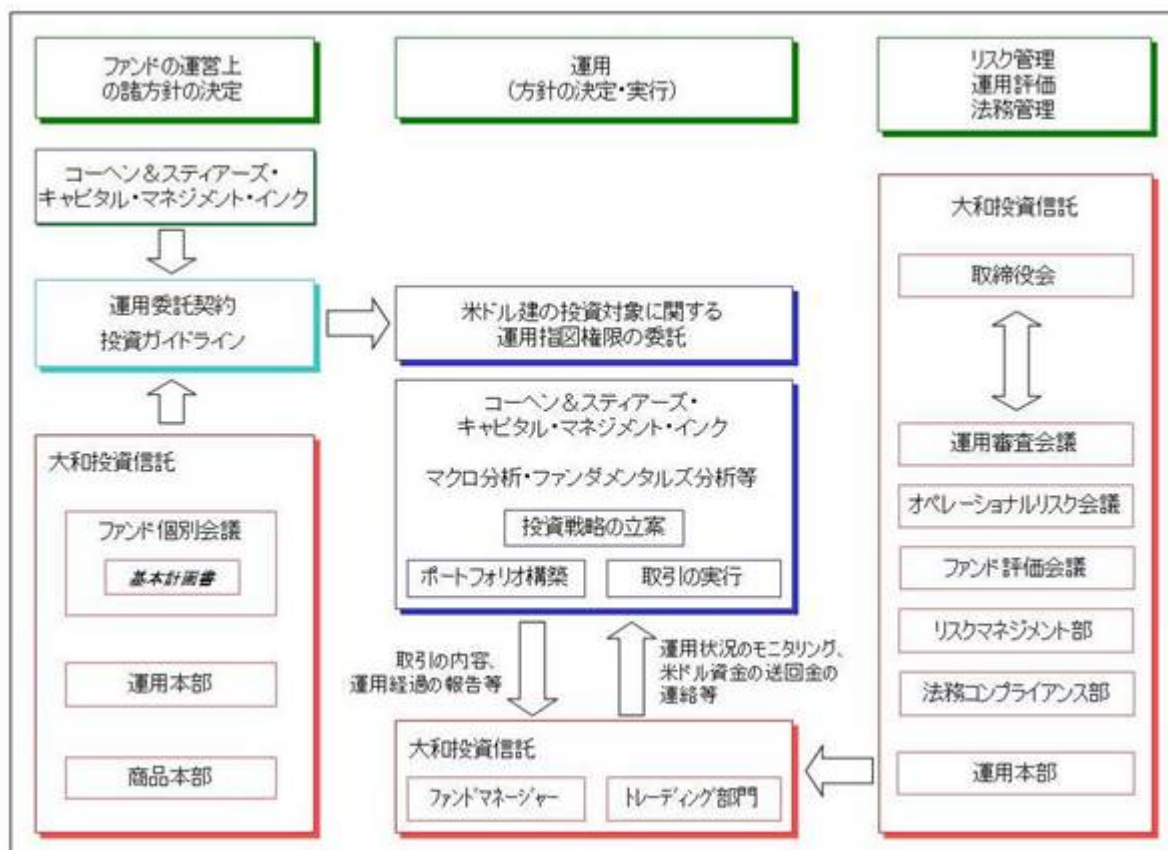 ファンドの運営上
の諸方針の決定
運用
(方針の決定・実行)
リスク管理
運用評価
法務管理
コーヘン＆スティアーズ・
キャピタル・マネジメント・インク
運用委託契約
投資ガイドライン
大和投資信託
ファンド個別会議
基本計画書
運用本部
商品本部
米ドル建の投資対象に関する
運用指図権限の委託
コーヘン＆スティアーズ・
キャピタル・マネジメント・インク
マクロ分析・ファンダメンタルズ分析等
投資戦略の立案
ポートフォリオ構築
取引の実行
取引の内容、
運用経過の報告等
運用状況のモニタリング、
米ドル資金の送回金の
連絡等
大和投資信託
ファンドマネージャー
トレーディング部門
大和投資信託
取締役会
運用審査会議
オペレーショナルリスク会議
ファンド評価会議
リスクマネジメント部
法務コンプライアンス部
運用本部